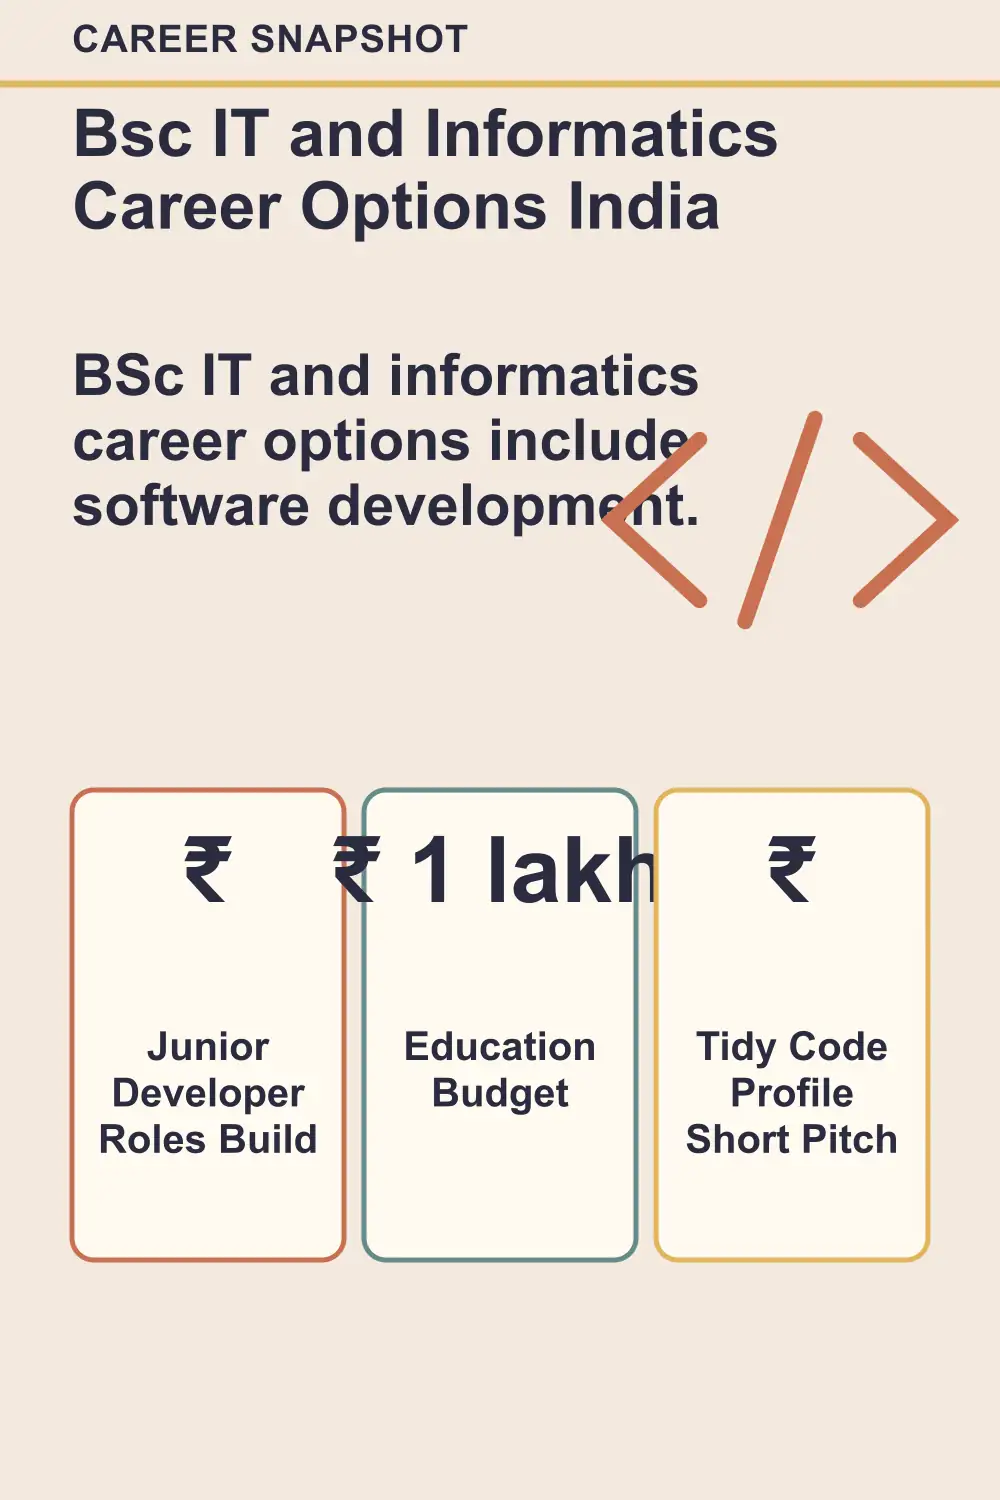 CAREER SNAPSHOT
Bsc IT and Informatics
Career Options India
BSc IT and informatics
career options include
software development.
₹
₹ 1 lakh
₹
Junior
Developer
Roles Build
Education
Budget
Tidy Code
Profile
Short Pitch